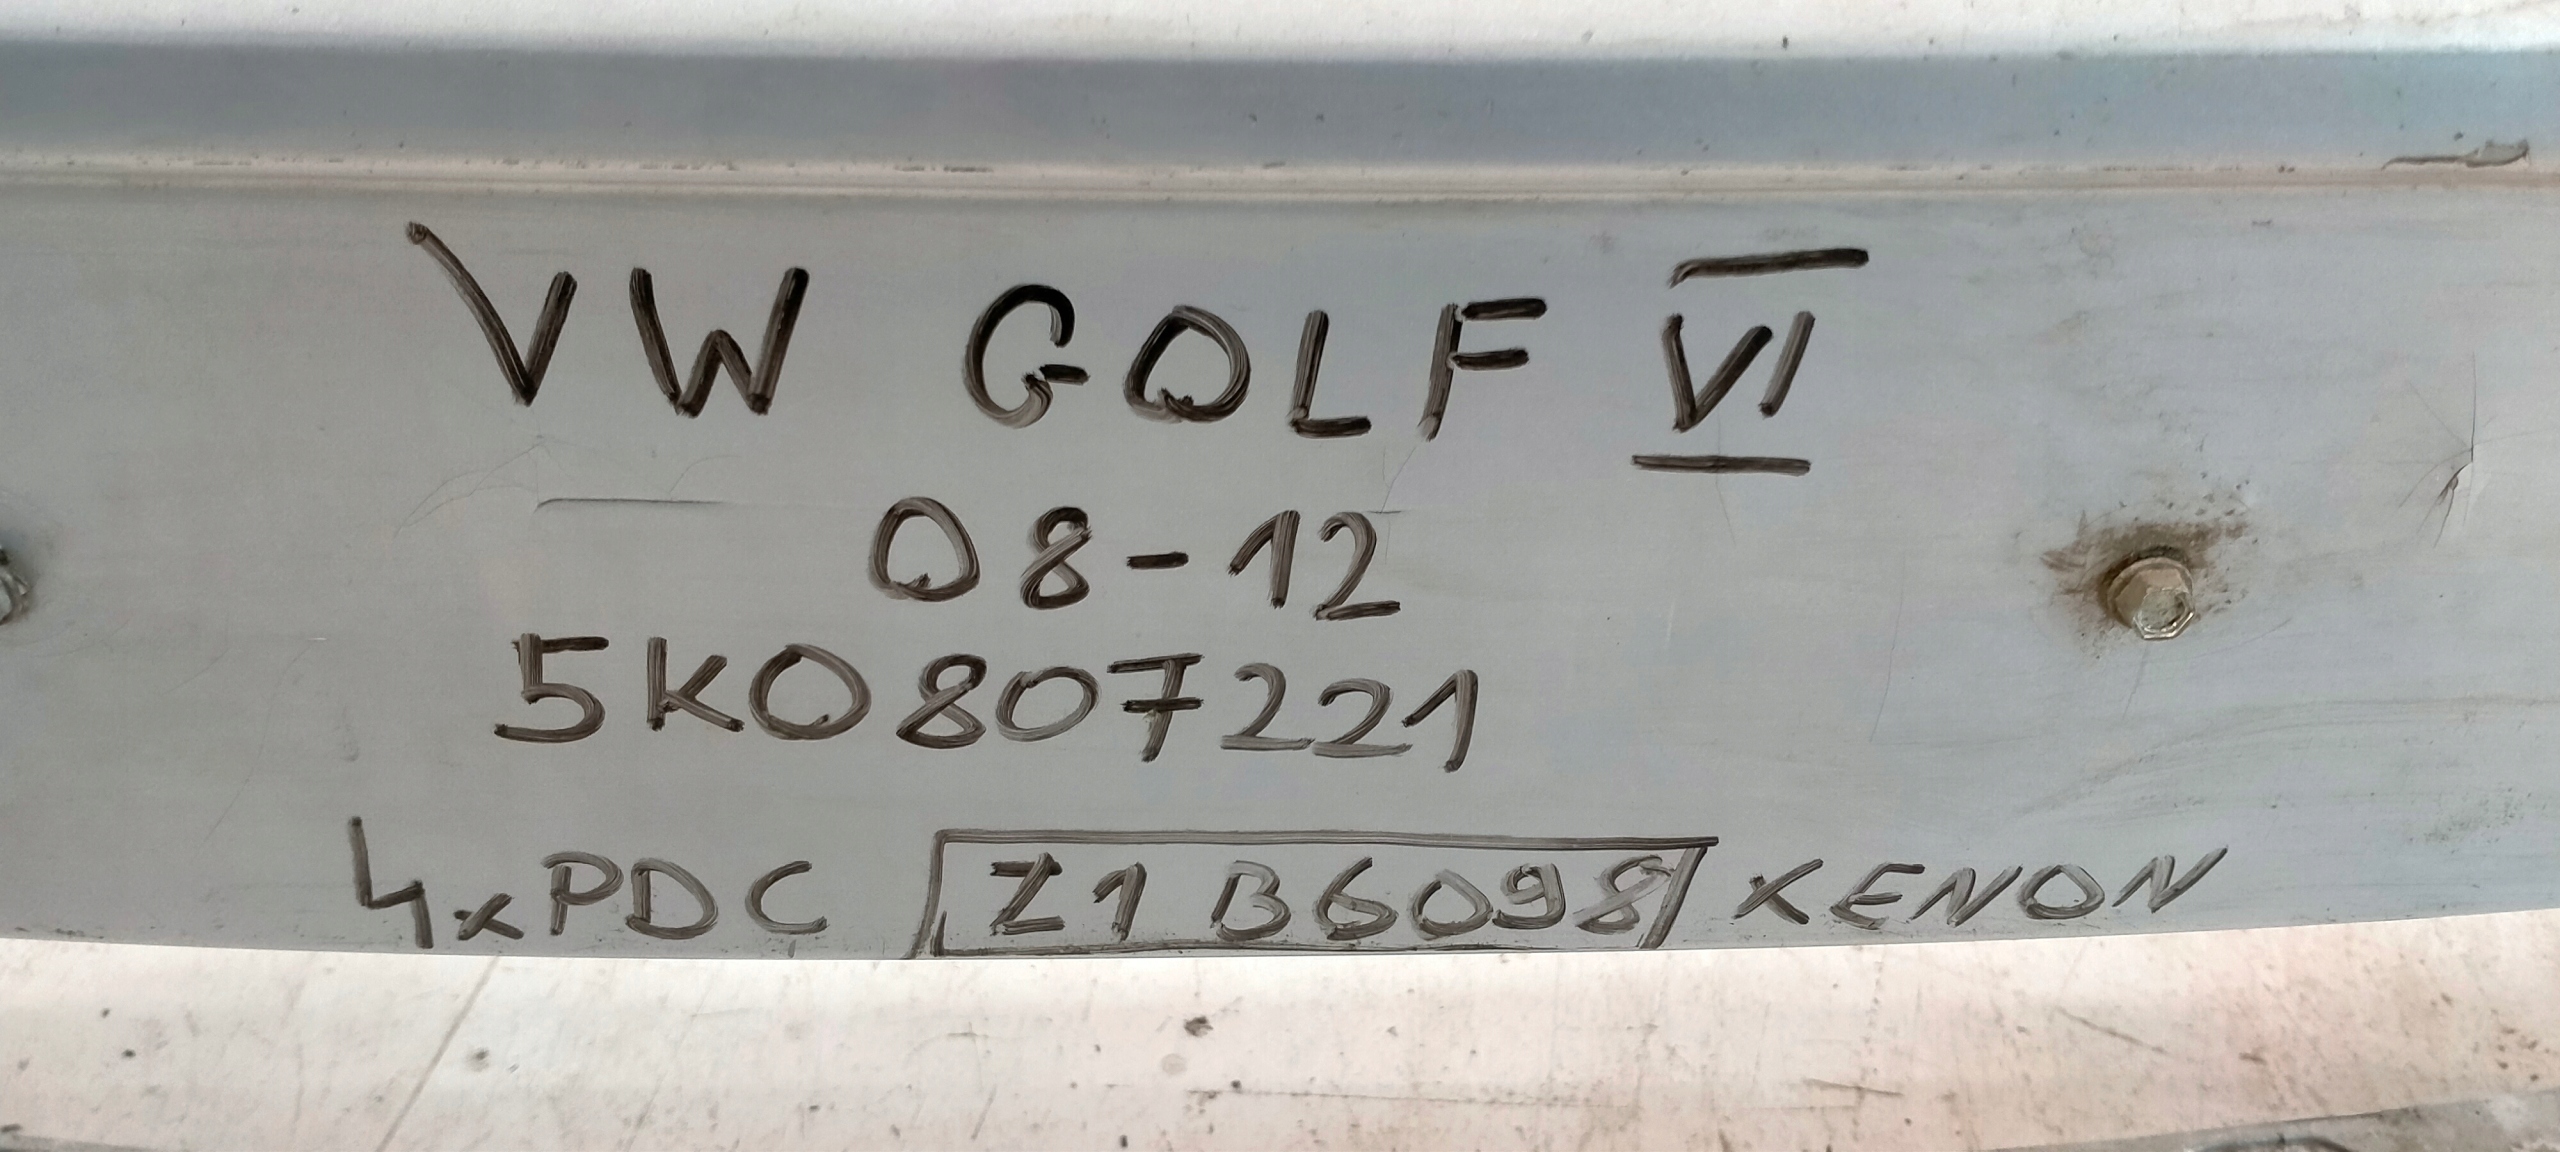 VW GOLF VI
08-12
5K0807221
4xPDC Z1B6098 XENON